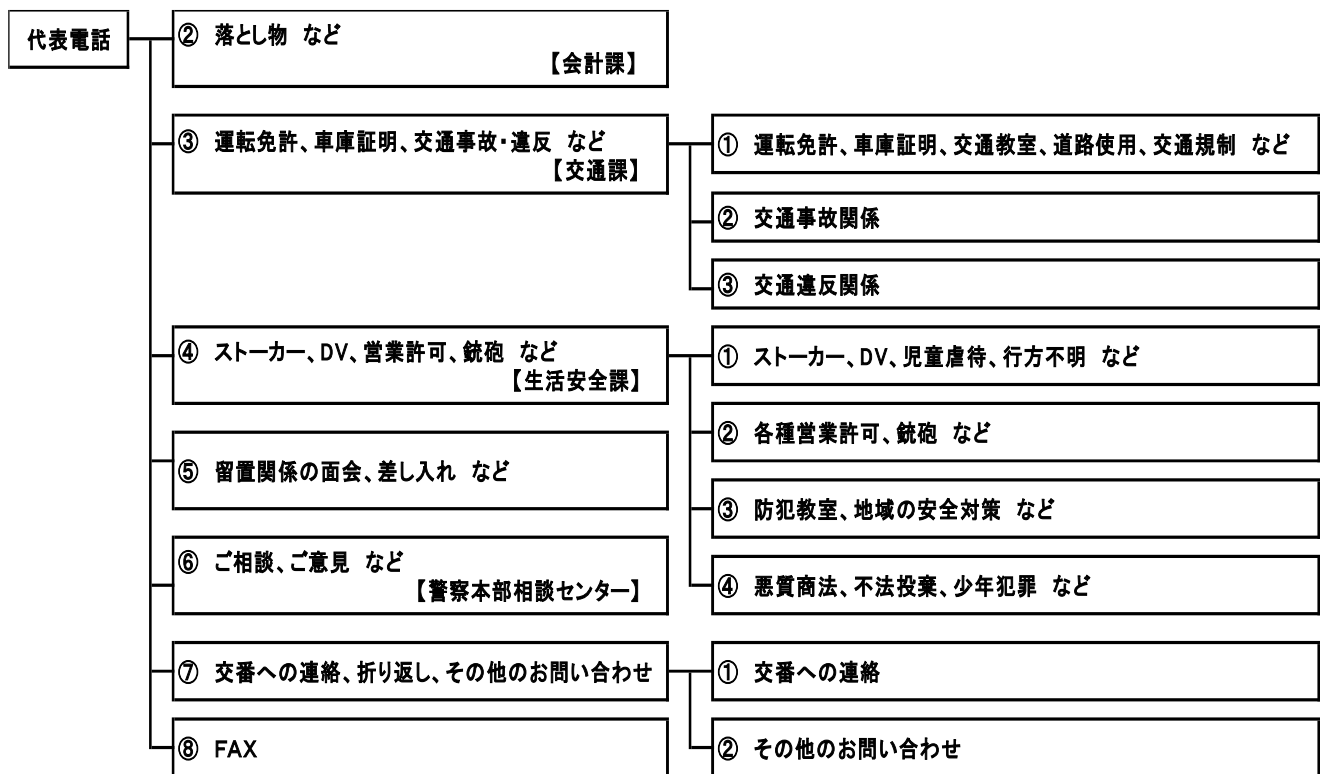 代表電話
② 落とし物 など
【会計課】
③ 運転免許、車庫証明、交通事故・違反 など
【交通課】
① 運転免許、車庫証明、交通教室、道路使用、交通規制 など
② 交通事故関係
③ 交通違反関係
④ ストーカー、DV、営業許可、銃砲 など
【生活安全課】
① ストーカー、DV、児童虐待、行方不明 など
② 各種営業許可、銃砲 など
③ 防犯教室、地域の安全対策 など
④ 悪質商法、不法投棄、少年犯罪 など
⑤ 留置関係の面会、差し入れ など
⑥ ご相談、ご意見 など
【警察本部相談センター】
⑦ 交番への連絡、折り返し、その他のお問い合わせ
① 交番への連絡
② その他のお問い合わせ
⑧ FAX